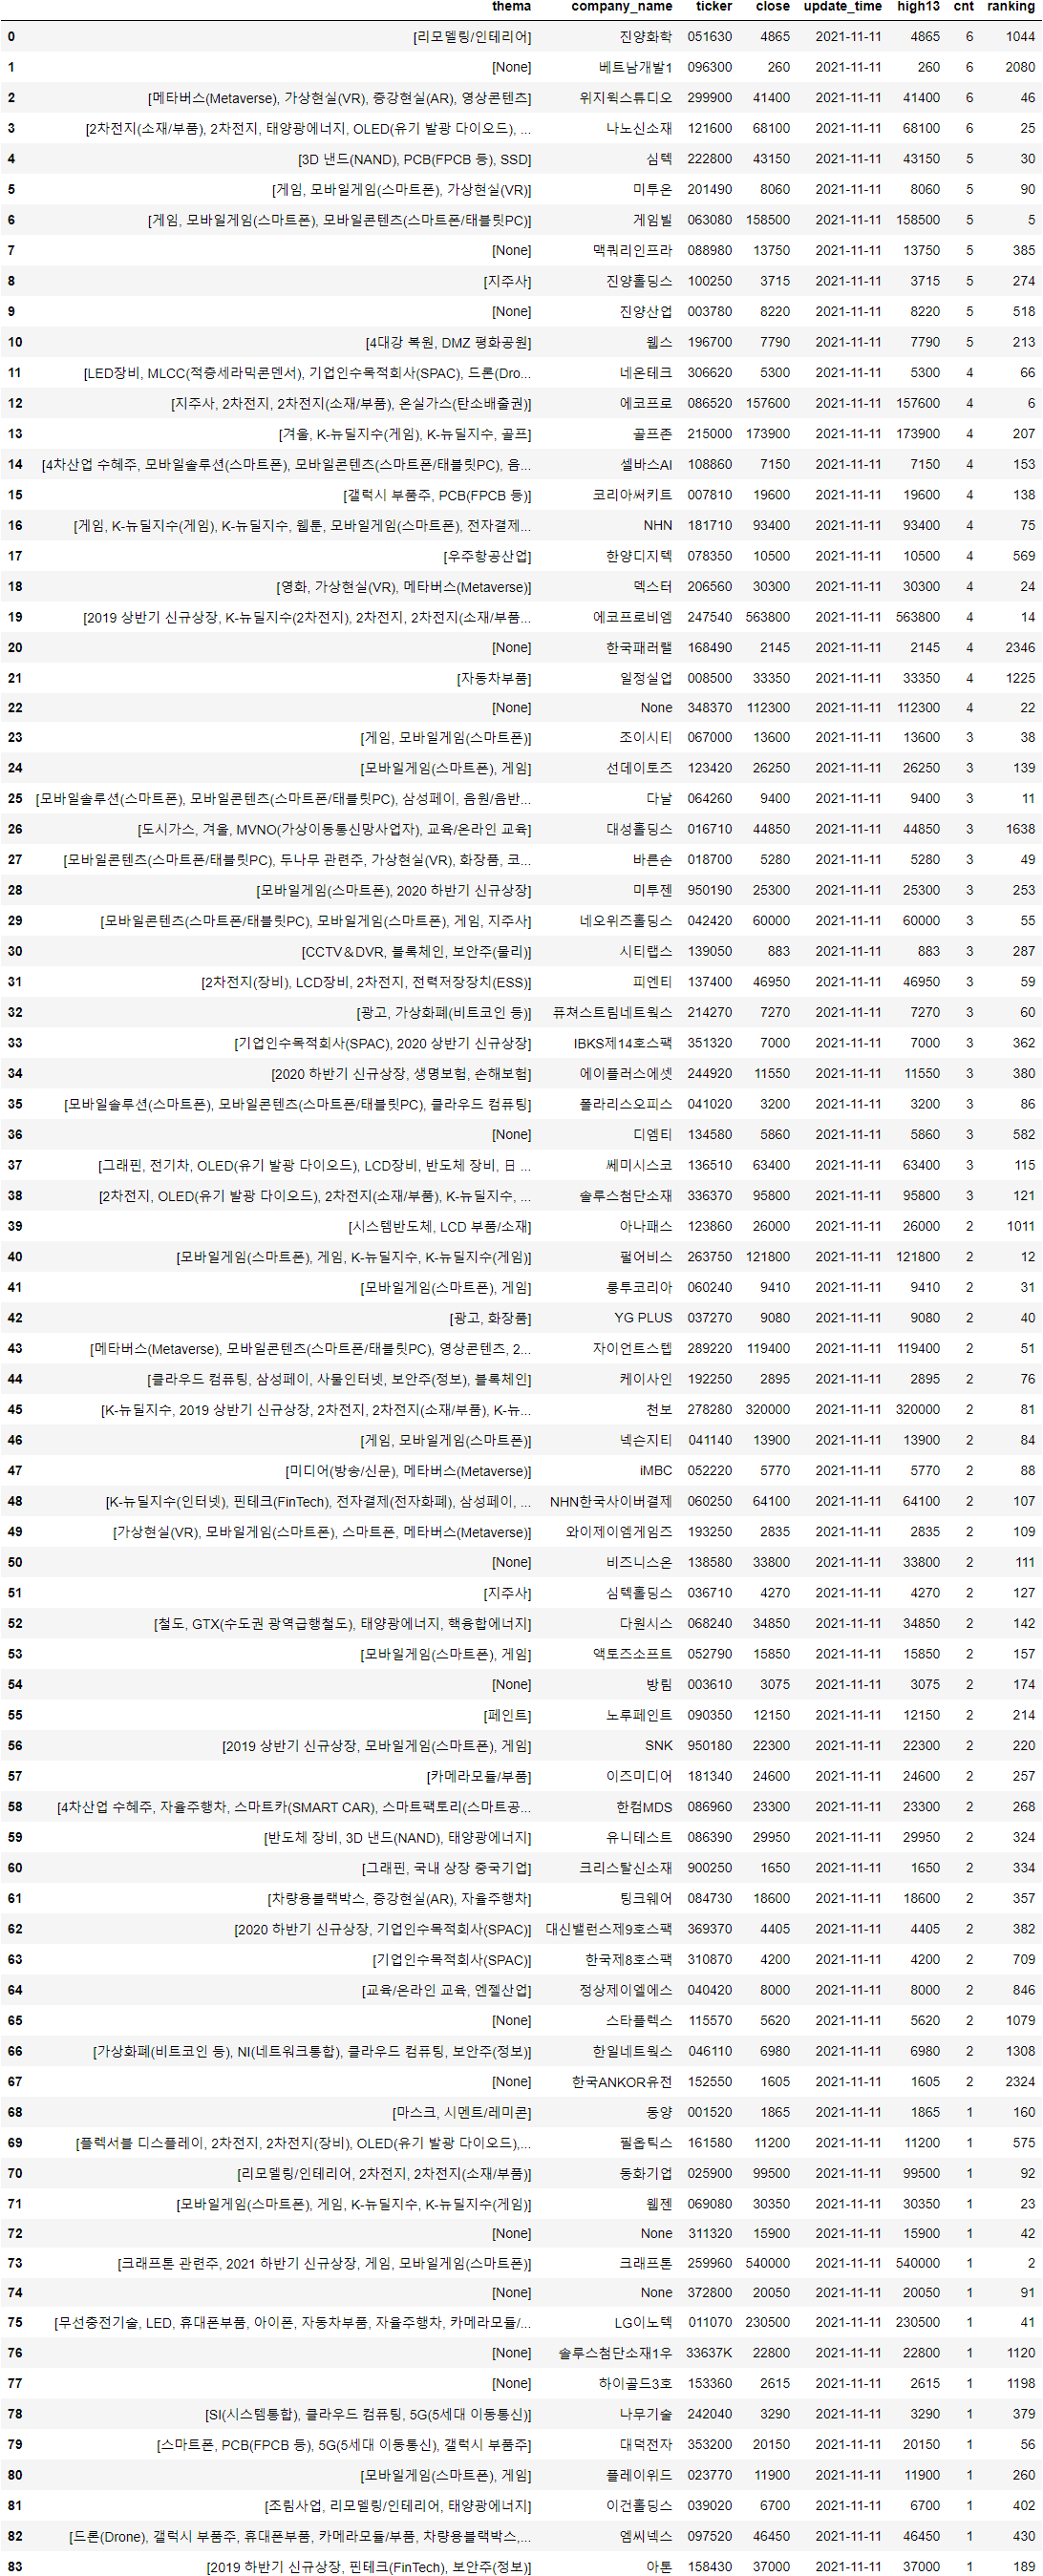 thema company_name ticker close update_time high13 cnt ranking
0 [리모델링/인테리어] 진양화학 051630 4865 2021-11-11 4865 6 1044
1 [None] 베트남개발1 096300 260 2021-11-11 260 6 2080
2 [메타버스(Metaverse), 가상현실(VR), 증강현실(AR), 영상콘텐츠] 위지윅스튜디오 299900 41400 2021-11-11 41400 6 46
3 [2차전지(소재/부품), 2차전지, 태양광에너지, OLED(유기 발광 다이오드), ... 나노신소재 121600 68100 2021-11-11 68100 6 25
4 [3D 낸드(NAND), PCB(FPCB 등), SSD] 심텍 222800 43150 2021-11-11 43150 5 30
5 [게임, 모바일게임(스마트폰), 가상현실(VR)] 미투온 201490 8060 2021-11-11 8060 5 90
6 [게임, 모바일게임(스마트폰), 모바일콘텐츠(스마트폰/태블릿PC)] 게임빌 063080 158500 2021-11-11 158500 5 5
7 [None] 맥쿼리인프라 088980 13750 2021-11-11 13750 5 385
8 [지주사] 진양홀딩스 100250 3715 2021-11-11 3715 5 274
9 [None] 진양산업 003780 8220 2021-11-11 8220 5 518
10 [4대강 복원, DMZ 평화공원] 웹스 196700 7790 2021-11-11 7790 5 213
11 [LED장비, MLCC(적층세라믹콘덴서), 기업인수목적회사(SPAC), 드론(Dro... 네온테크 306620 5300 2021-11-11 5300 4 66
12 [지주사, 2차전지, 2차전지(소재/부품), 온실가스(탄소배출권)] 에코프로 086520 157600 2021-11-11 157600 4 6
13 [겨울, K-뉴딜지수(게임), K-뉴딜지수, 골프] 골프존 215000 173900 2021-11-11 173900 4 207
14 [4차산업 수혜주, 모바일솔루션(스마트폰), 모바일콘텐츠(스마트폰/태블릿PC), 음... 셀바스AI 108860 7150 2021-11-11 7150 4 153
15 [갤럭시 부품주, PCB(FPCB 등)] 코리아써키트 007810 19600 2021-11-11 19600 4 138
16 [게임, K-뉴딜지수(게임), K-뉴딜지수, 웹툰, 모바일게임(스마트폰), 전자결제... NHN 181710 93400 2021-11-11 93400 4 75
17 [우주항공산업] 한양디지텍 078350 10500 2021-11-11 10500 4 569
18 [영화, 가상현실(VR), 메타버스(Metaverse)] 덱스터 206560 30300 2021-11-11 30300 4 24
19 [2019 상반기 신규상장, K-뉴딜지수(2차전지), 2차전지, 2차전지(소재/부품... 에코프로비엠 247540 563800 2021-11-11 563800 4 14
20 [None] 한국패러랠 168490 2145 2021-11-11 2145 4 2346
21 [자동차부품] 일정실업 008500 33350 2021-11-11 33350 4 1225
22 [None] None 348370 112300 2021-11-11 112300 4 22
23 [게임, 모바일게임(스마트폰)] 조이시티 067000 13600 2021-11-11 13600 3 38
24 [모바일게임(스마트폰), 게임] 선데이토즈 123420 26250 2021-11-11 26250 3 139
25 [모바일솔루션(스마트폰), 모바일콘텐츠(스마트폰/태블릿PC), 삼성페이, 음원/음반... 다날 064260 9400 2021-11-11 9400 3 11
26 [도시가스, 겨울, MVNO(가상이동통신망사업자), 교육/온라인 교육] 대성홀딩스 016710 44850 2021-11-11 44850 3 1638
27 [모바일콘텐츠(스마트폰/태블릿PC), 두나무 관련주, 가상현실(VR), 화장품, 코... 바른손 018700 5280 2021-11-11 5280 3 49
28 [모바일게임(스마트폰), 2020 하반기 신규상장] 미투젠 950190 25300 2021-11-11 25300 3 253
29 [모바일콘텐츠(스마트폰/태블릿PC), 모바일게임(스마트폰), 게임, 지주사] 네오위즈홀딩스 042420 60000 2021-11-11 60000 3 55
30 [CCTV＆DVR, 블록체인, 보안주(물리)] 시티랩스 139050 883 2021-11-11 883 3 287
31 [2차전지(장비), LCD장비, 2차전지, 전력저장장치(ESS)] 피엔티 137400 46950 2021-11-11 46950 3 59
32 [광고, 가상화폐(비트코인 등)] 퓨쳐스트림네트웍스 214270 7270 2021-11-11 7270 3 60
33 [기업인수목적회사(SPAC), 2020 상반기 신규상장] IBKS제14호스팩 351320 7000 2021-11-11 7000 3 362
34 [2020 하반기 신규상장, 생명보험, 손해보험] 에이플러스에셋 244920 11550 2021-11-11 11550 3 380
35 [모바일솔루션(스마트폰), 모바일콘텐츠(스마트폰/태블릿PC), 클라우드 컴퓨팅] 폴라리스오피스 041020 3200 2021-11-11 3200 3 86
36 [None] 디엠티 134580 5860 2021-11-11 5860 3 582
37 [그래핀, 전기차, OLED(유기 발광 다이오드), LCD장비, 반도체 장비, 日 ... 쎄미시스코 136510 63400 2021-11-11 63400 3 115
38 [2차전지, OLED(유기 발광 다이오드), 2차전지(소재/부품), K-뉴딜지수, ... 솔루스첨단소재 336370 95800 2021-11-11 95800 3 121
39 [시스템반도체, LCD 부품/소재] 아나패스 123860 26000 2021-11-11 26000 2 1011
40 [모바일게임(스마트폰), 게임, K-뉴딜지수, K-뉴딜지수(게임)] 펄어비스 263750 121800 2021-11-11 121800 2 12
41 [모바일게임(스마트폰), 게임] 룽투코리아 060240 9410 2021-11-11 9410 2 31
42 [광고, 화장품] YG PLUS 037270 9080 2021-11-11 9080 2 40
43 [메타버스(Metaverse), 모바일콘텐츠(스마트폰/태블릿PC), 영상콘텐츠, 2... 자이언트스텝 289220 119400 2021-11-11 119400 2 51
44 [클라우드 컴퓨팅, 삼성페이, 사물인터넷, 보안주(정보), 블록체인] 케이사인 192250 2895 2021-11-11 2895 2 76
45 [K-뉴딜지수, 2019 상반기 신규상장, 2차전지, 2차전지(소재/부품), K-뉴... 천보 278280 320000 2021-11-11 320000 2 81
46 [게임, 모바일게임(스마트폰)] 넥슨지티 041140 13900 2021-11-11 13900 2 84
47 [미디어(방송/신문), 메타버스(Metaverse)] iMBC 052220 5770 2021-11-11 5770 2 88
48 [K-뉴딜지수(인터넷), 핀테크(FinTech), 전자결제(전자화폐), 삼성페이, ... NHN한국사이버결제 060250 64100 2021-11-11 64100 2 107
49 [가상현실(VR), 모바일게임(스마트폰), 스마트폰, 메타버스(Metaverse)] 와이제이엠게임즈 193250 2835 2021-11-11 2835 2 109
50 [None] 비즈니스온 138580 33800 2021-11-11 33800 2 111
51 [지주사] 심텍홀딩스 036710 4270 2021-11-11 4270 2 127
52 [철도, GTX(수도권 광역급행철도), 태양광에너지, 핵융합에너지] 다원시스 068240 34850 2021-11-11 34850 2 142
53 [모바일게임(스마트폰), 게임] 액토즈소프트 052790 15850 2021-11-11 15850 2 157
54 [None] 방림 003610 3075 2021-11-11 3075 2 174
55 [페인트] 노루페인트 090350 12150 2021-11-11 12150 2 214
56 [2019 상반기 신규상장, 모바일게임(스마트폰), 게임] SNK 950180 22300 2021-11-11 22300 2 220
57 [카메라모듈/부품] 이즈미디어 181340 24600 2021-11-11 24600 2 257
58 [4차산업 수혜주, 자율주행차, 스마트카(SMART CAR), 스마트팩토리(스마트공... 한컴MDS 086960 23300 2021-11-11 23300 2 268
59 [반도체 장비, 3D 낸드(NAND), 태양광에너지] 유니테스트 086390 29950 2021-11-11 29950 2 324
60 [그래핀, 국내 상장 중국기업] 크리스탈신소재 900250 1650 2021-11-11 1650 2 334
61 [차량용블랙박스, 증강현실(AR), 자율주행차] 팅크웨어 084730 18600 2021-11-11 18600 2 357
62 [2020 하반기 신규상장, 기업인수목적회사(SPAC)] 대신밸런스제9호스팩 369370 4405 2021-11-11 4405 2 382
63 [기업인수목적회사(SPAC)] 한국제8호스팩 310870 4200 2021-11-11 4200 2 709
64 [교육/온라인 교육, 엔젤산업] 정상제이엘에스 040420 8000 2021-11-11 8000 2 846
65 [None] 스타플렉스 115570 5620 2021-11-11 5620 2 1079
66 [가상화폐(비트코인 등), NI(네트워크통합), 클라우드 컴퓨팅, 보안주(정보)] 한일네트웍스 046110 6980 2021-11-11 6980 2 1308
67 [None] 한국ANKOR유전 152550 1605 2021-11-11 1605 2 2324
68 [마스크, 시멘트/레미콘] 동양 001520 1865 2021-11-11 1865 1 160
69 [플렉서블 디스플레이, 2차전지, 2차전지(장비), OLED(유기 발광 다이오드),... 필옵틱스 161580 11200 2021-11-11 11200 1 575
70 [리모델링/인테리어, 2차전지, 2차전지(소재/부품)] 동화기업 025900 99500 2021-11-11 99500 1 92
71 [모바일게임(스마트폰), 게임, K-뉴딜지수, K-뉴딜지수(게임)] 웹젠 069080 30350 2021-11-11 30350 1 23
72 [None] None 311320 15900 2021-11-11 15900 1 42
73 [크래프톤 관련주, 2021 하반기 신규상장, 게임, 모바일게임(스마트폰)] 크래프톤 259960 540000 2021-11-11 540000 1 2
74 [None] None 372800 20050 2021-11-11 20050 1 91
75 [무선충전기술, LED, 휴대폰부품, 아이폰, 자동차부품, 자율주행차, 카메라모듈/... LG이노텍 011070 230500 2021-11-11 230500 1 41
76 [None] 솔루스첨단소재1우 33637K 22800 2021-11-11 22800 1 1120
77 [None] 하이골드3호 153360 2615 2021-11-11 2615 1 1198
78 [SI(시스템통합), 클라우드 컴퓨팅, 5G(5세대 이동통신)] 나무기술 242040 3290 2021-11-11 3290 1 379
79 [스마트폰, PCB(FPCB 등), 5G(5세대 이동통신), 갤럭시 부품주] 대덕전자 353200 20150 2021-11-11 20150 1 56
80 [모바일게임(스마트폰), 게임] 플레이위드 023770 11900 2021-11-11 11900 1 260
81 [조림사업, 리모델링/인테리어, 태양광에너지] 이건홀딩스 039020 6700 2021-11-11 6700 1 402
82 [드론(Drone), 갤럭시 부품주, 휴대폰부품, 카메라모듈/부품, 차량용블랙박스,... 엠씨넥스 097520 46450 2021-11-11 46450 1 430
83 [2019 하반기 신규상장, 핀테크(FinTech), 보안주(정보)] 아톤 158430 37000 2021-11-11 37000 1 189